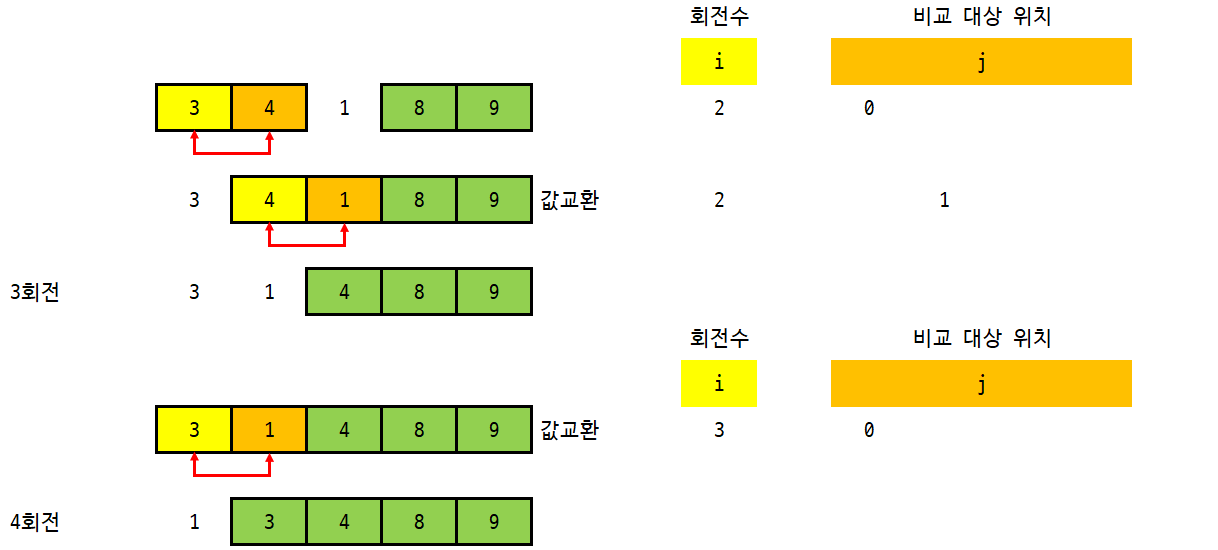 회전수 비교 대상 위치
i j
3 4 1 8 9 2 0
3 4 1 8 9 값교환 2 1
3회전 3 1 4 8 9
회전수 비교 대상 위치
i j
3 1 4 8 9 값교환 3 0
4회전 1 3 4 8 9